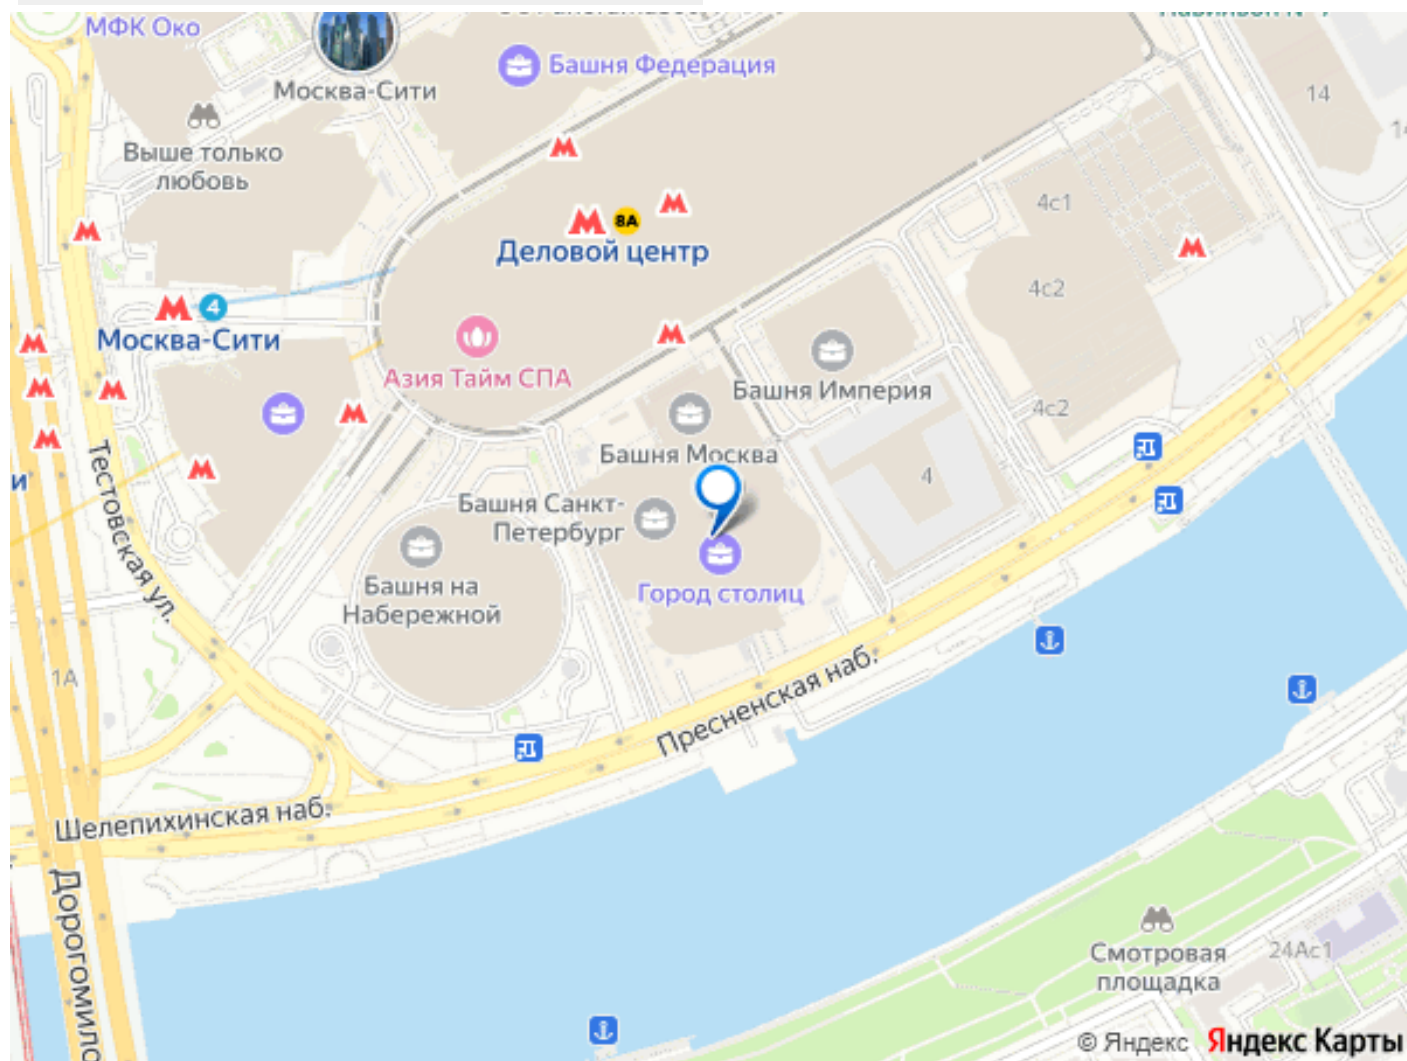 МФК Око
Башня Федерация
Москва-Сити
14
Выше только
любовь
4с1
8А
Деловой центр
4с2
4
Москва-Сити
Азия Тайм СПА
Башня Империя
4с2
Башня Москва
Тестовская ул.
4
Башня Санкт-
Петербург
Башня на
Набережной
Город столиц
1А
Пресненская наб.
Шелепихинская наб.
Смотровая
площадка
24Ас1
© Яндекс Яндекс Карты